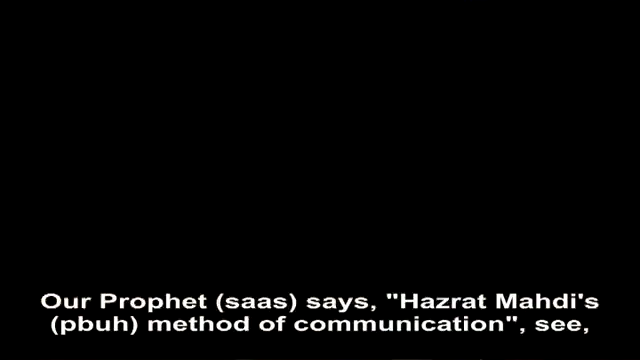 Our Prophet (saas) says, "Hazrat Mahdi's
(pbuh) method of communication", see,